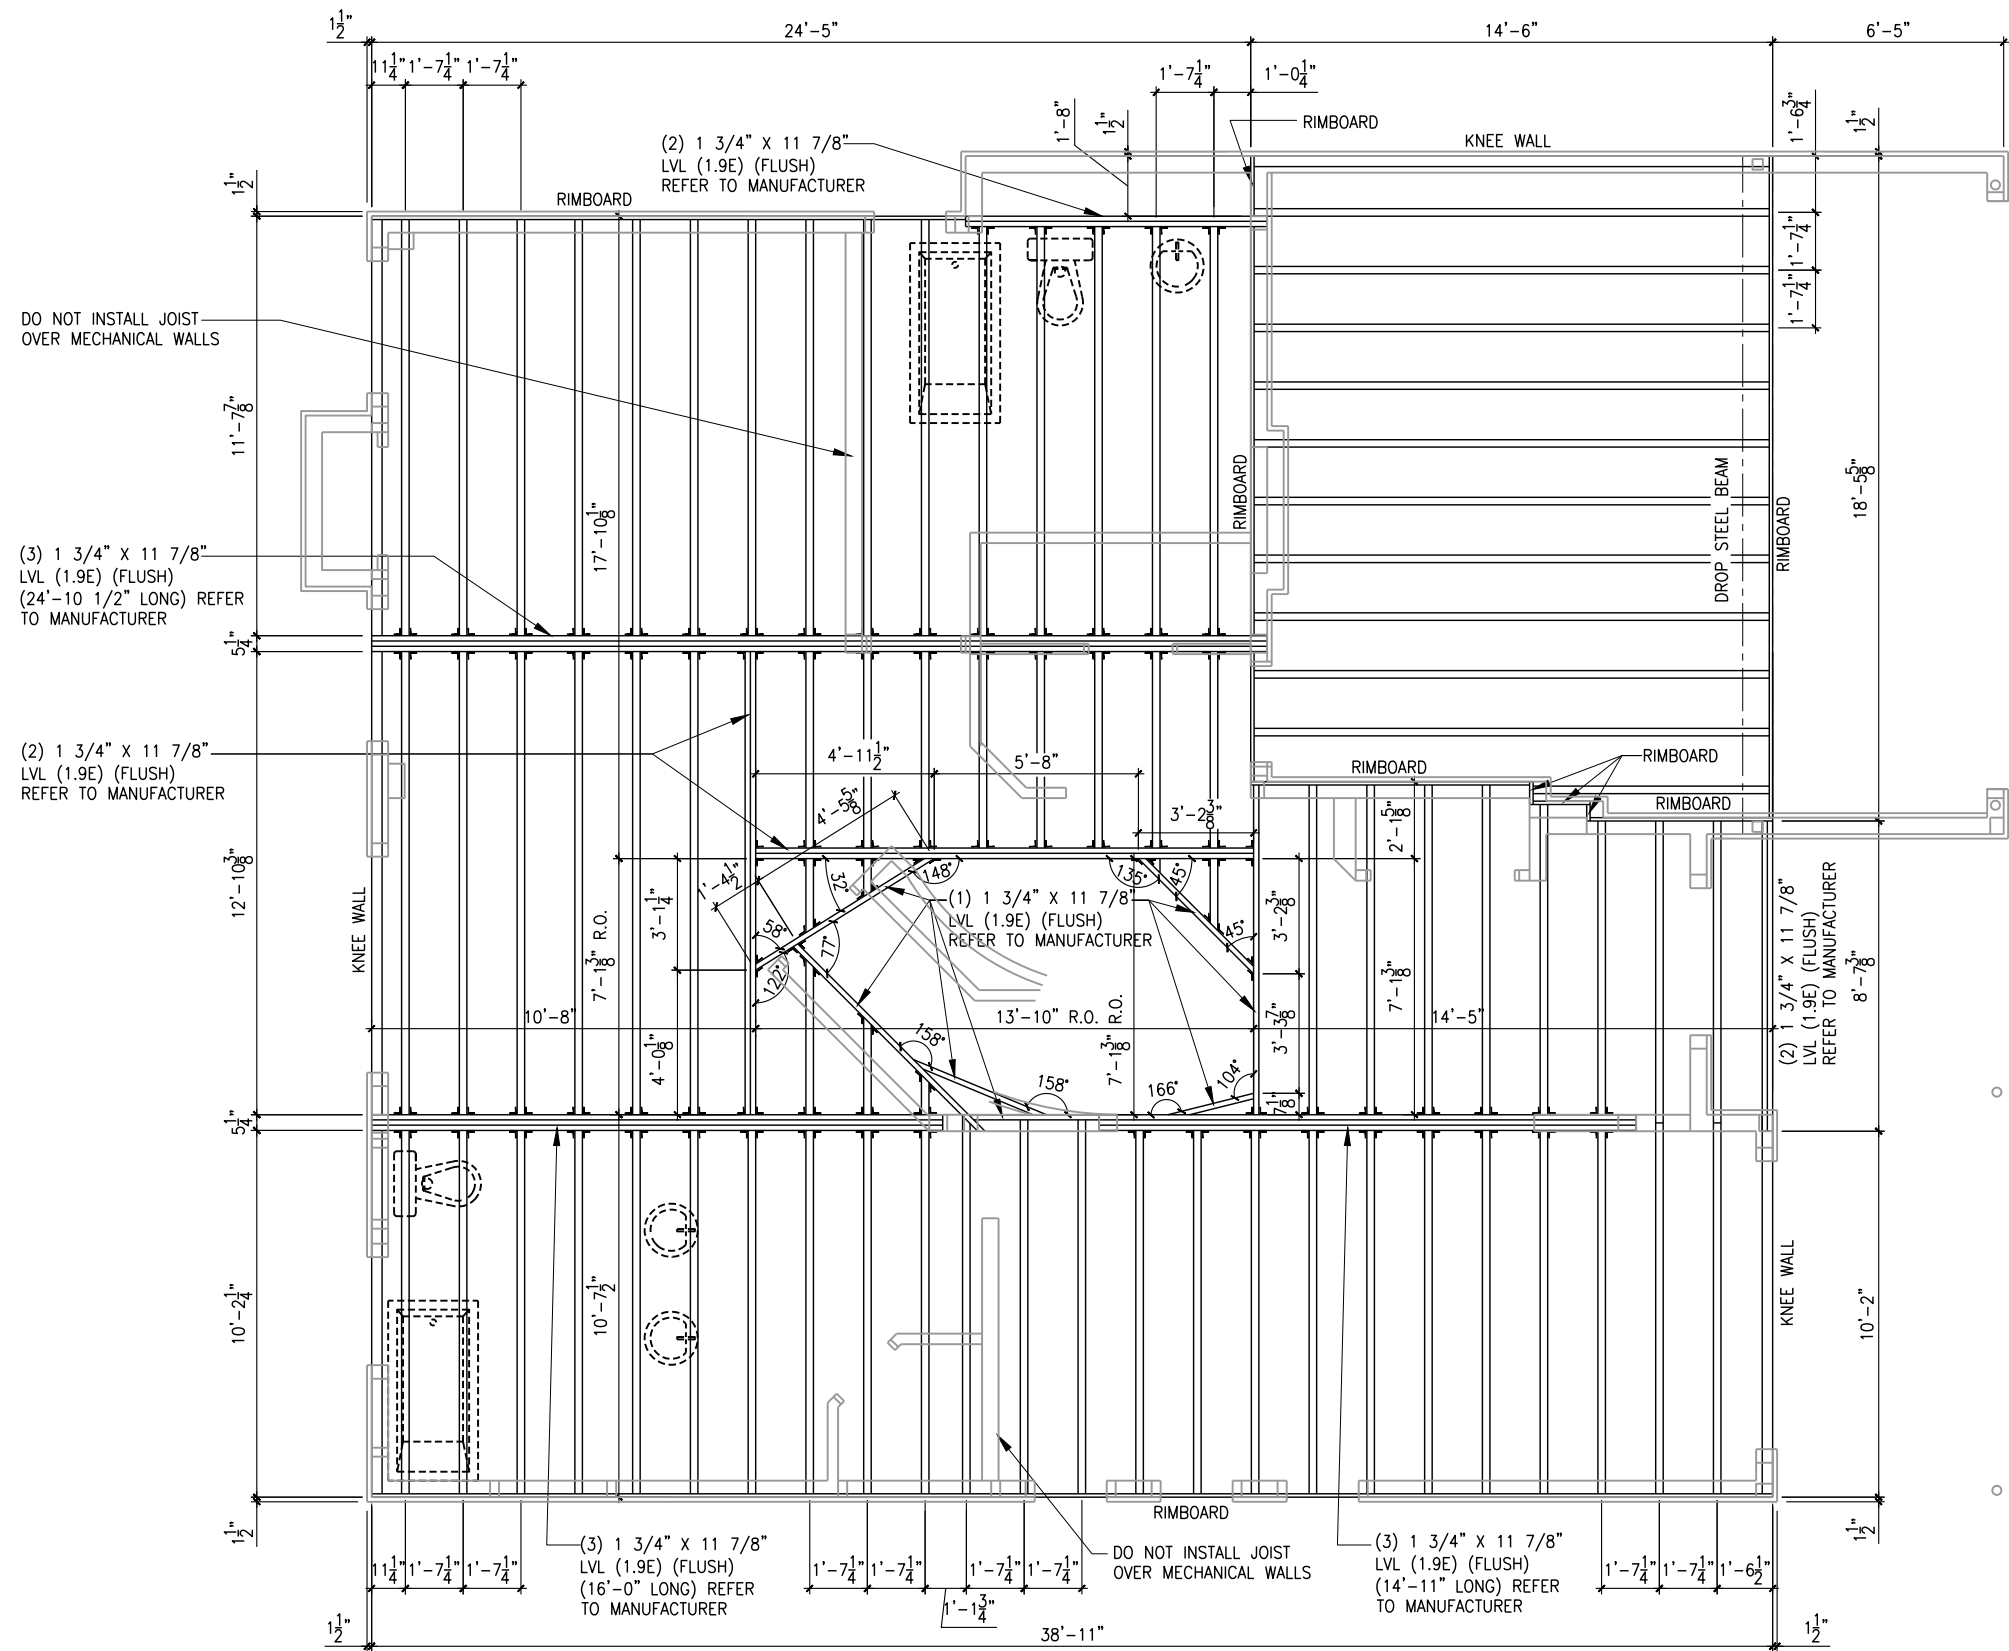 1 1/2"
24'-5"
14'-6"
6'-5"
11 1/4"
1'-7 1/4"
1'-7 1/4"
1'-7 1/4"
1'-0 1/4"
1'-8"
1 1/2"
RIMBOARD
KNEE WALL
1'-6 3/4"
1 1/2"
(2) 1 3/4" X 11 7/8"
LVL (1.9E) (FLUSH)
REFER TO MANUFACTURER
1 1/2"
RIMBOARD
1'-7 1/4"
1'-7 1/4"
DO NOT INSTALL JOIST
OVER MECHANICAL WALLS
11'-7 7/8"
17'-10 1/8"
RIMBOARD
DROP STEEL BEAM
RIMBOARD
18'-5 5/8"
(3) 1 3/4" X 11 7/8"
LVL (1.9E) (FLUSH)
(24'-10 1/2" LONG) REFER
TO MANUFACTURER
5 1/4"
(2) 1 3/4" X 11 7/8"
LVL (1.9E) (FLUSH)
REFER TO MANUFACTURER
4'-11 1/2"
5'-8"
RIMBOARD
RIMBOARD
RIMBOARD
4'-5 5/8"
3'-2 3/8"
2'-1 5/8"
1'-4 1/2"
32°
148°
135°
45°
12'-10 3/8"
KNEE WALL
3'-1 1/4"
7'-1 3/8" R.O.
58°
77°
122°
(1) 1 3/4" X 11 7/8"
LVL (1.9E) (FLUSH)
REFER TO MANUFACTURER
45°
3'-2 3/8"
7'-1 3/8"
(2) 1 3/4" X 11 7/8"
LVL (1.9E) (FLUSH)
REFER TO MANUFACTURER
8'-7 3/8"
10'-8"
13'-10" R.O.
R.O.
14'-5"
4'-0 1/8"
158°
7'-1 3/8"
3'-3 7/8"
158°
166°
104°
7 1/8"
5 1/4"
10'-2 1/4"
10'-7 1/2"
KNEE WALL
10'-2"
1 1/2"
RIMBOARD
1 1/2"
(3) 1 3/4" X 11 7/8"
LVL (1.9E) (FLUSH)
(16'-0" LONG) REFER
TO MANUFACTURER
DO NOT INSTALL JOIST
OVER MECHANICAL WALLS
(3) 1 3/4" X 11 7/8"
LVL (1.9E) (FLUSH)
(14'-11" LONG) REFER
TO MANUFACTURER
11 1/4"
1'-7 1/4"
1'-7 1/4"
1'-7 1/4"
1'-7 1/4"
1'-7 1/4"
1'-7 1/4"
1'-7 1/4"
1'-7 1/4"
1'-6 1/2"
1'-1 3/4"
1 1/2"
38'-11"
1 1/2"